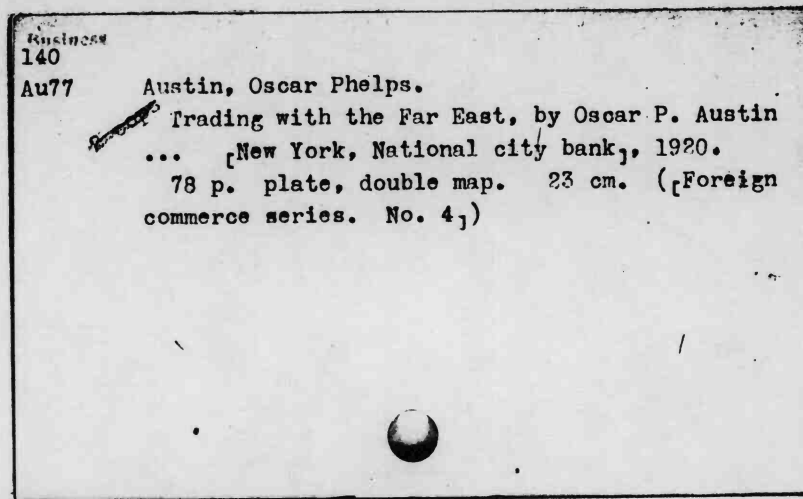 Business
140
Au77 Austin, Oscar Phelps.
Trading with the Far East, by Oscar P. Austin
... [New York, National city bank], 1920.
78 p. plate, double map. 23 cm. ([Foreign
commerce series. No. 4])